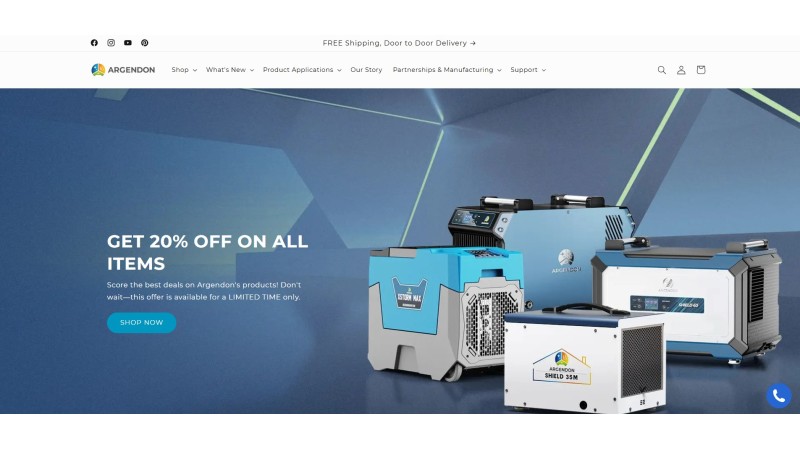 FREE Shipping, Door to Door Delivery →
ARGENDON
Shop
What's New
Product Applications
Our Story
Partnerships & Manufacturing
Support
GET 20% OFF ON ALL
ITEMS
Score the best deals on Argendon's products! Don't
wait—this offer is available for a LIMITED TIME only.
SHOP NOW
ARGENDON
SHIELD 60
ARGENDON
SHIELD 35M